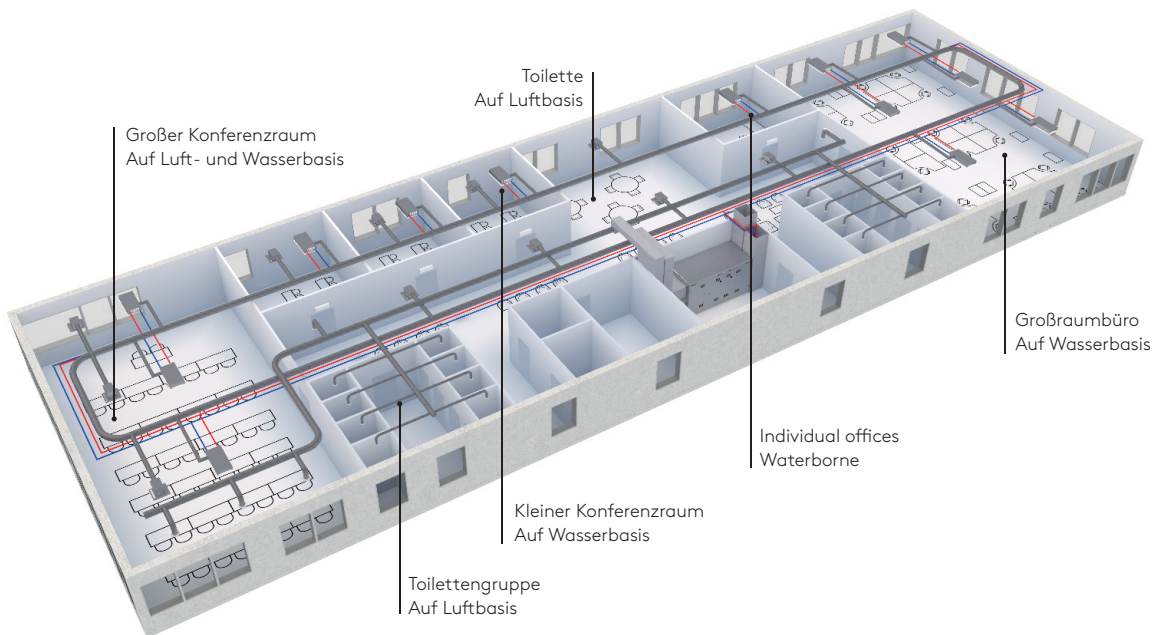 Toilette
Auf Luftbasis
Großer Konferenzraum
Auf Luft- und Wasserbasis
Großraumbüro
Auf Wasserbasis
Individual offices
Waterborne
Kleiner Konferenzraum
Auf Wasserbasis
Toilettengruppe
Auf Luftbasis